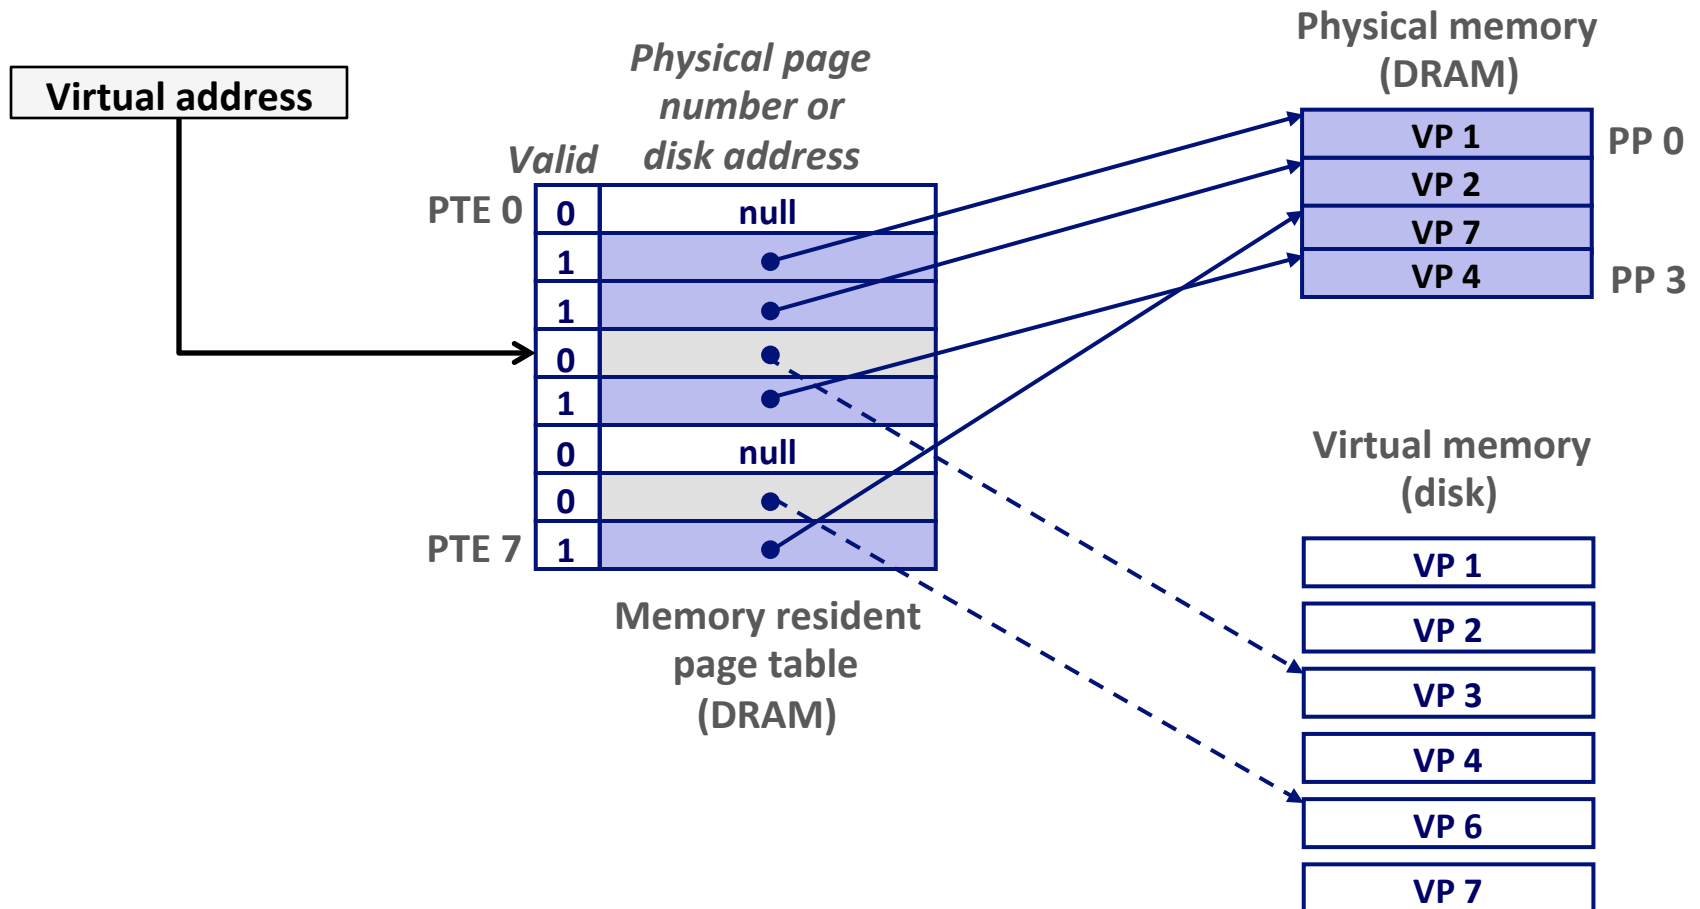 Virtual address
Physical page
number or
disk address
Valid
PTE 0
0
null
1
1
0
1
0
null
0
PTE 7
1
Memory resident
page table
(DRAM)
Physical memory
(DRAM)
VP 1
PP 0
VP 2
VP 7
VP 4
PP 3
Virtual memory
(disk)
VP 1
VP 2
VP 3
VP 4
VP 6
VP 7